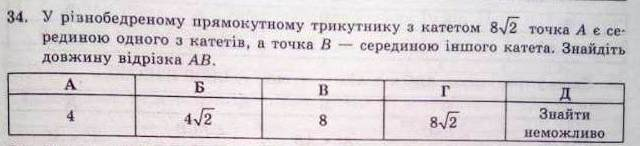 34. У рівнобедреному прямокутному трикутнику з катетом 8√2 точка A є се-
рединою одного з катетів, а точка B — серединою іншого катета. Знайдіть
довжину відрізка AB.
А Б В Г Д
4 4√2 8 8√2 Знайти
неможливо